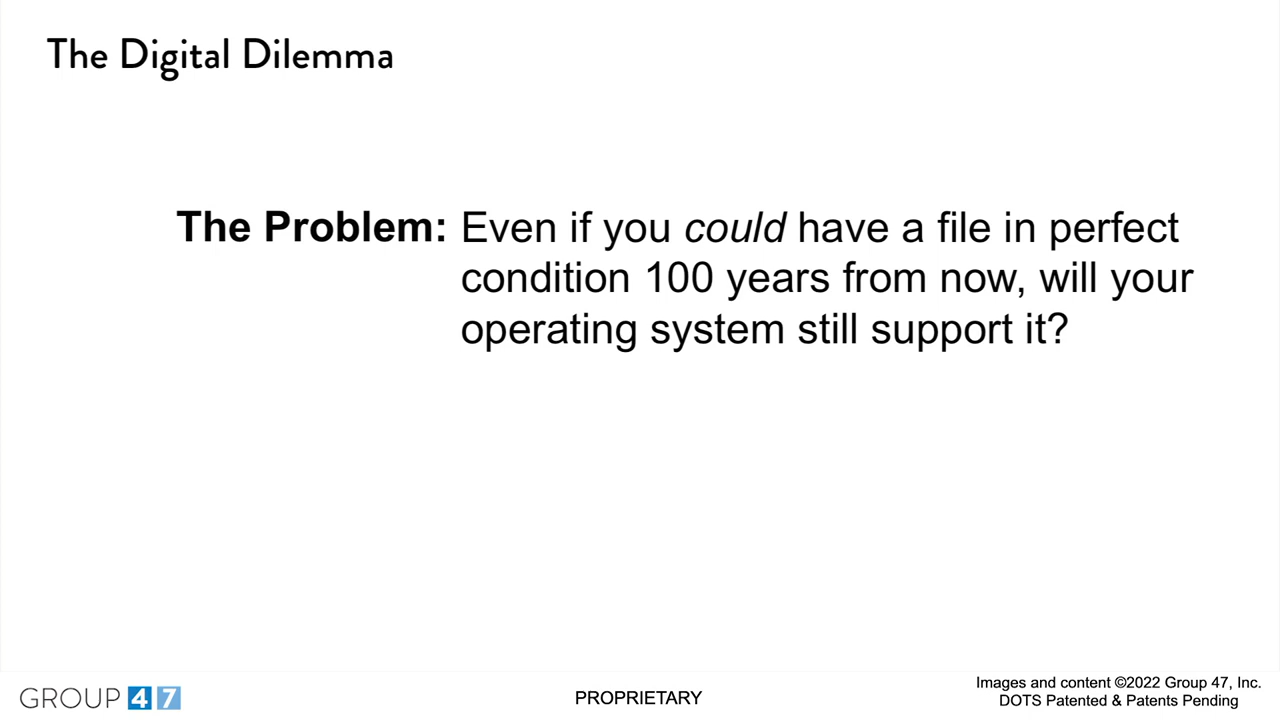 The Digital Dilemma
The Problem: Even if you could have a file in perfect
condition 100 years from now, will your
operating system still support it?
GROUP 47
PROPRIETARY
Images and content ©2022 Group 47, Inc.
DOTS Patented & Patents Pending